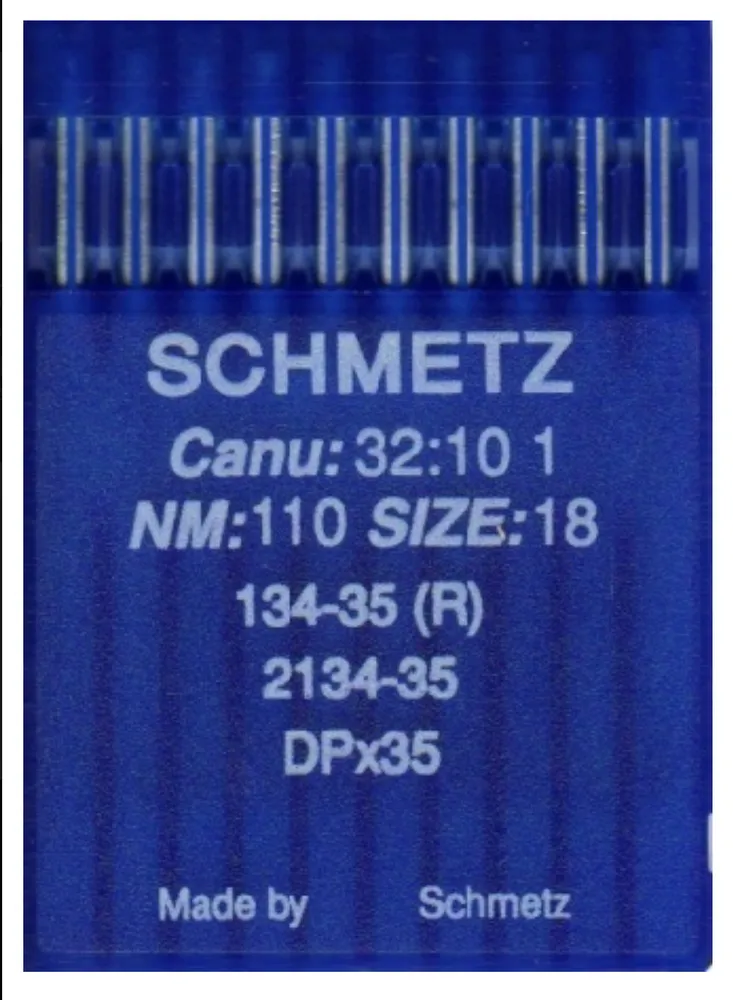 SCHMETZ
Canu: 32:10 1
NM:110 SIZE:18
134-35 (R)
2134-35
DPx35
Made by Schmetz